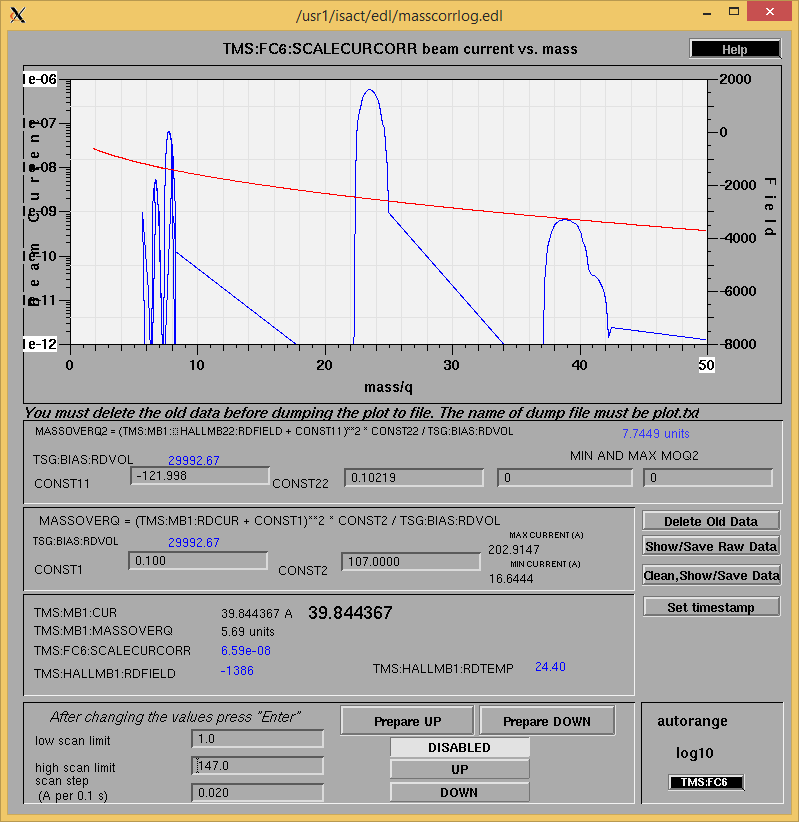 /usr1/isact/edl/masscorrlog.edl
TMS:FC6:SCALECURCORR beam current vs. mass
Help
Beam Current
1e-06
1e-07
1e-08
1e-09
1e-10
1e-11
1e-12
2000
0
-2000
-4000
-6000
-8000
Field
0 10 20 30 40 50
mass/q
You must delete the old data before dumping the plot to file. The name of dump file must be plot.txt
MASSOVERQ2 = (TMS:MB1: HALLMB22:RDFIELD + CONST11)**2 * CONST22 / TSG:BIAS:RDVOL
7.7449 units
TSG:BIAS:RDVOL 29992.67
MIN AND MAX MOQ2
CONST11 -121.998 CONST22 0.10219 0 0
MASSOVERQ = (TMS:MB1:RDCUR + CONST1)**2 * CONST2 / TSG:BIAS:RDVOL
TSG:BIAS:RDVOL 29992.67
MAX CURRENT (A)
202.9147
CONST1 0.100 CONST2 107.0000
MIN CURRENT (A)
16.6444
Delete Old Data
Show/Save Raw Data
Clean,Show/Save Data
Set timestamp
TMS:MB1:CUR 39.844367 A 39.844367
TMS:MB1:MASSOVERQ 5.69 units
TMS:FC6:SCALECURCORR 6.59e-08
TMS:HALLMB1:RDFIELD -1386
TMS:HALLMB1:RDTEMP 24.40
After changing the values press "Enter"
low scan limit 1.0
high scan limit 147.0
scan step
(A per 0.1 s) 0.020
Prepare UP
Prepare DOWN
DISABLED
UP
DOWN
autorange
log10
TMS:FC6